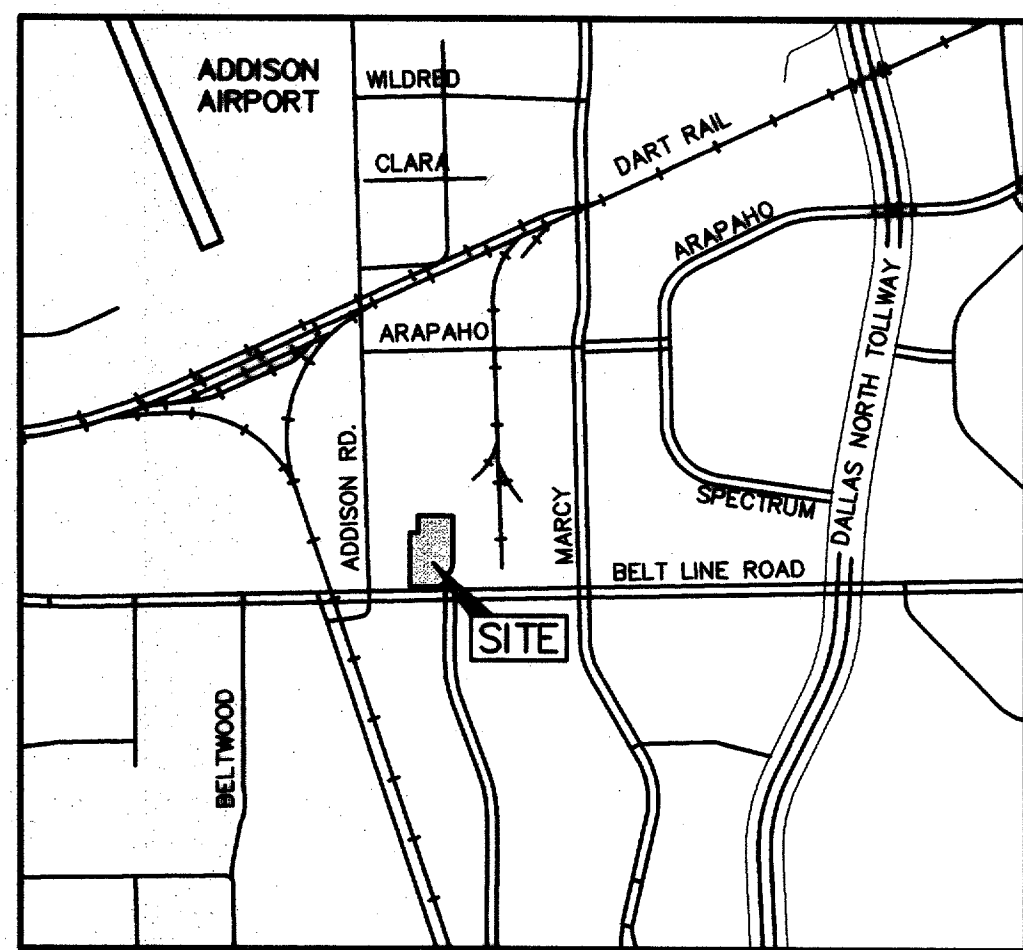 ADDISON
AIRPORT
WILDRED
CLARA
DART RAIL
ARAPAHO
ARAPAHO
DALLAS NORTH TOLLWAY
ADDISON RD.
MARCY
SPECTRUM
BELT LINE ROAD
SITE
BELTWOOD